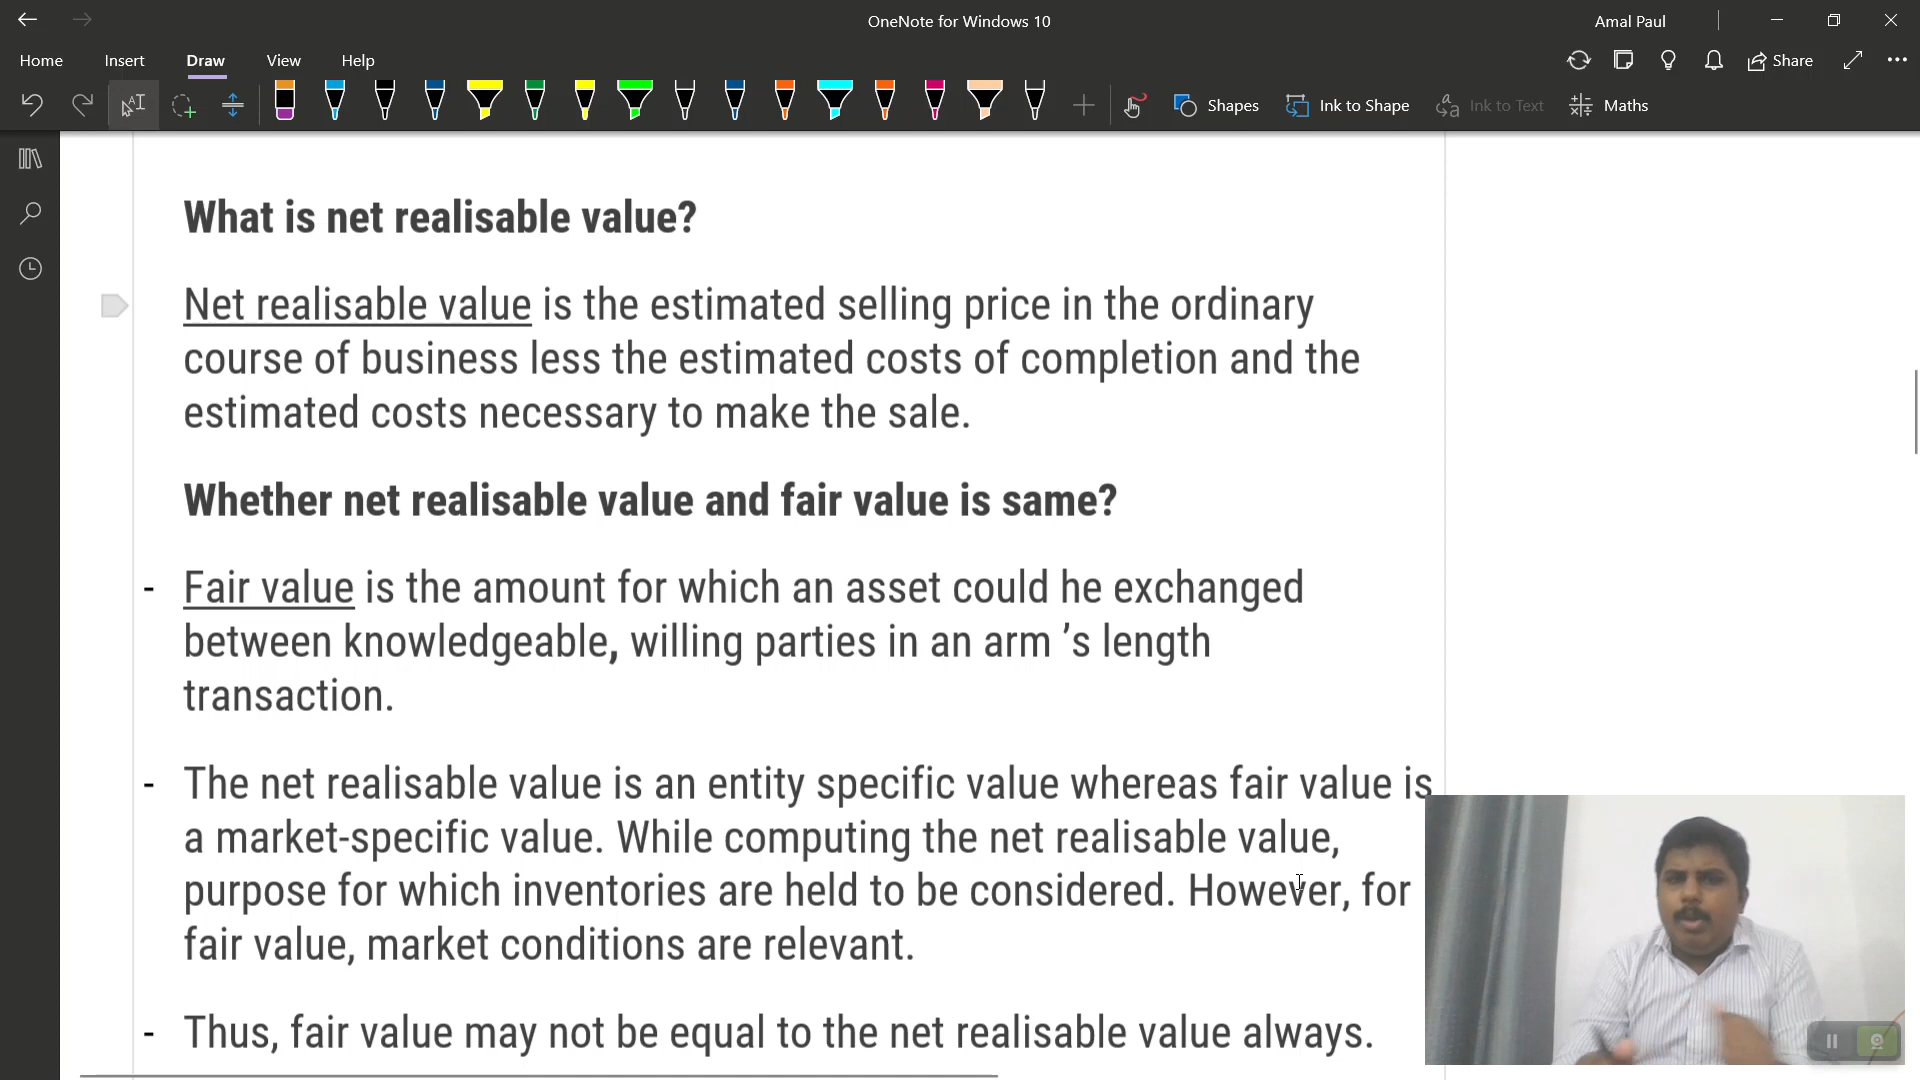 OneNote for Windows 10
Amal Paul
Home Insert Draw View Help
Share
Shapes Ink to Shape Ink to Text Maths
What is net realisable value?
Net realisable value is the estimated selling price in the ordinary
course of business less the estimated costs of completion and the
estimated costs necessary to make the sale.
Whether net realisable value and fair value is same?
- Fair value is the amount for which an asset could he exchanged
between knowledgeable, willing parties in an arm ’s length
transaction.
- The net realisable value is an entity specific value whereas fair value is
a market-specific value. While computing the net realisable value,
purpose for which inventories are held to be considered. However, for
fair value, market conditions are relevant.
- Thus, fair value may not be equal to the net realisable value always.